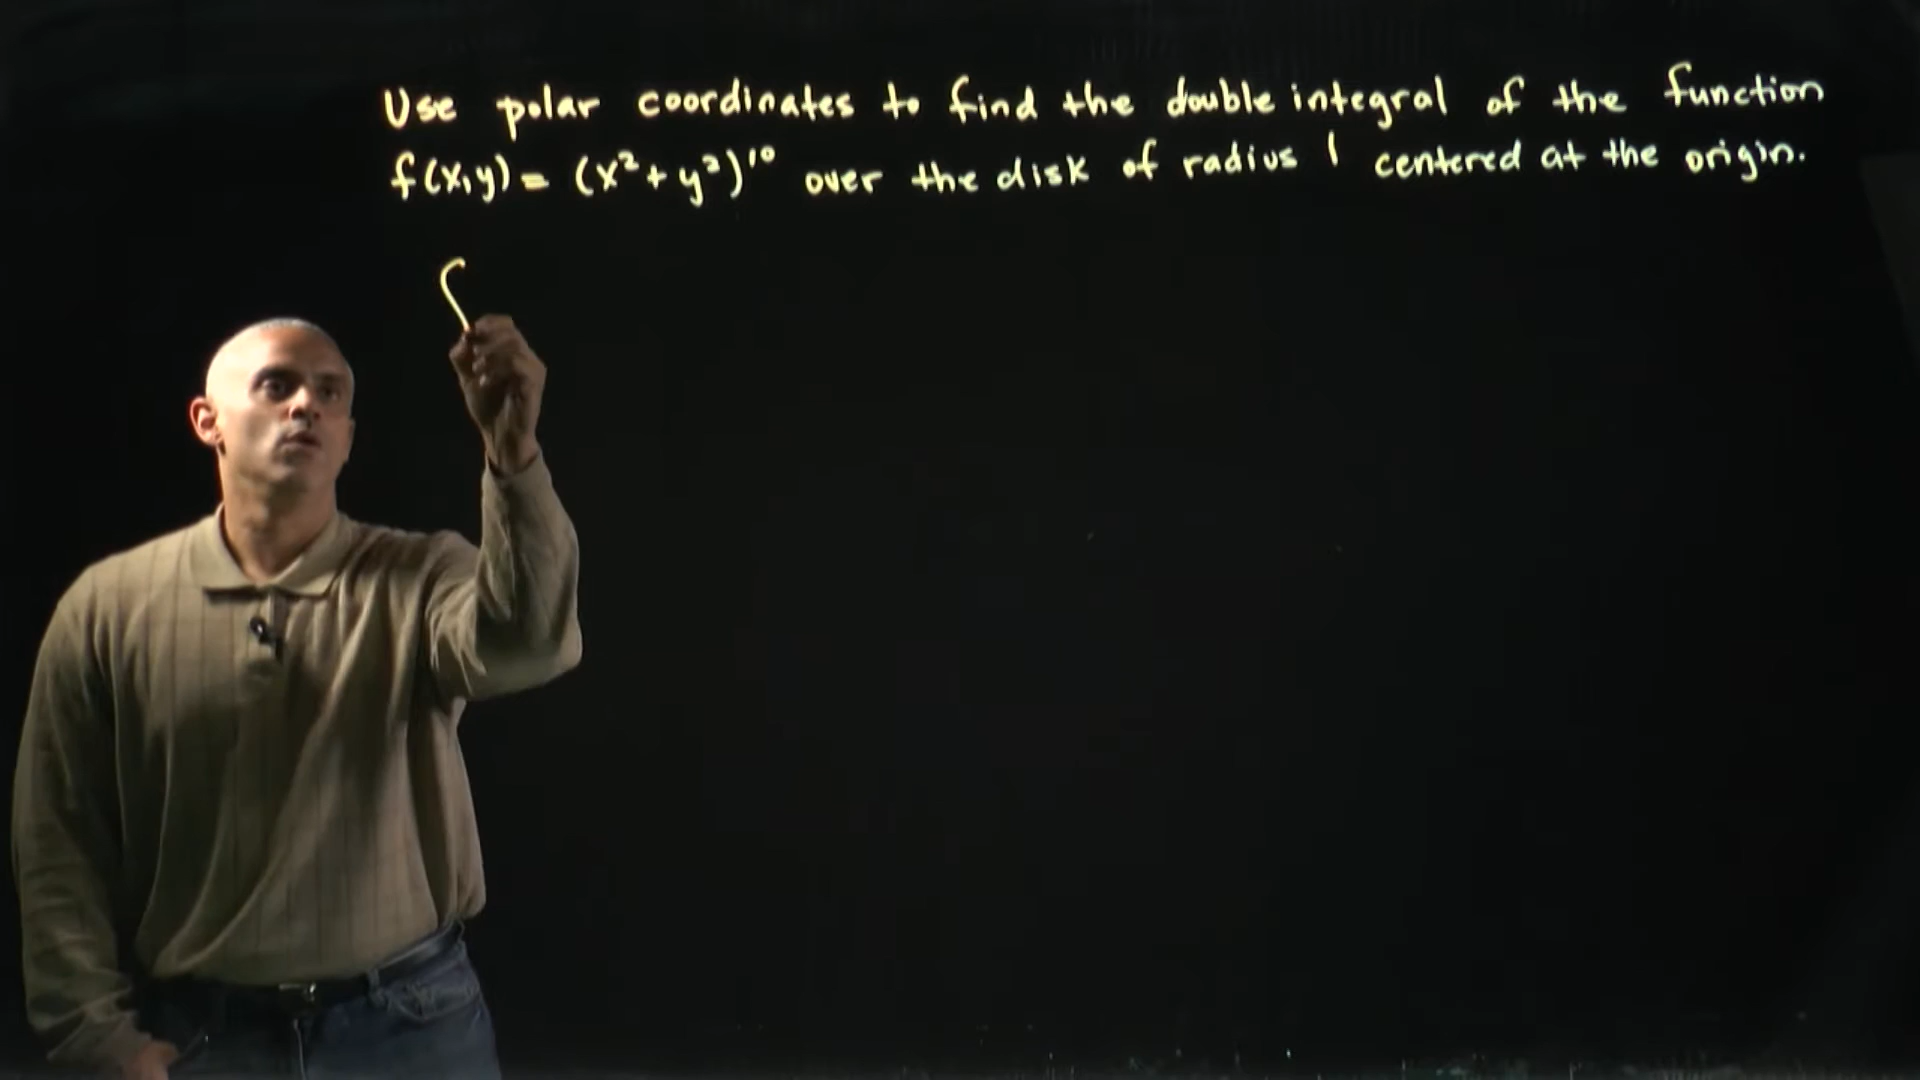 Use polar coordinates to find the double integral of the function
f(x,y) = (x²+y²)¹⁰ over the disk of radius 1 centered at the origin.